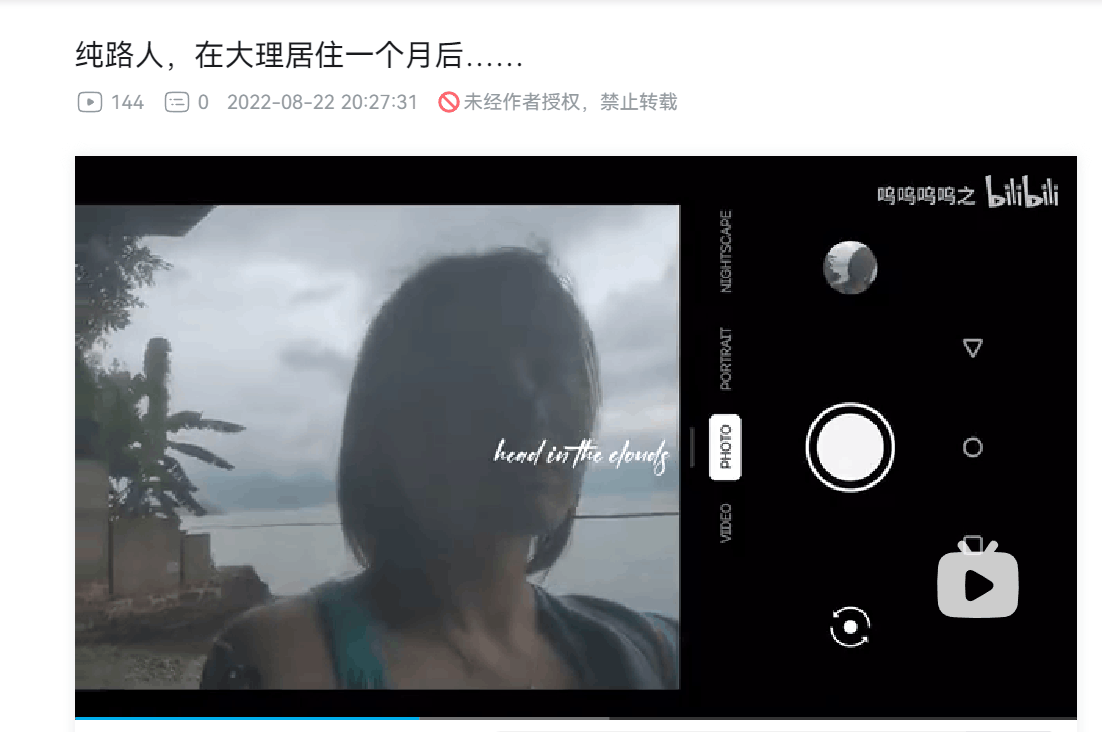 纯路人，在大理居住一个月后……
144 0 2022-08-22 20:27:31 未经作者授权，禁止转载
呜呜呜呜之 bilibili
NIGHTSCAPE
PORTRAIT
PHOTO
VIDEO
head in the clouds